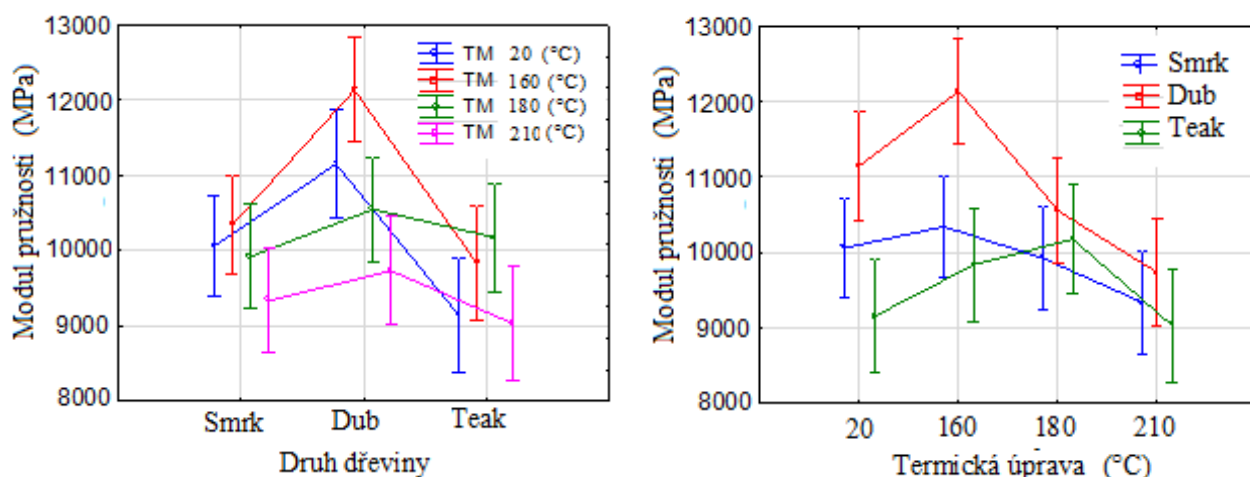 13000
12000
11000
10000
9000
8000
Modul pružnosti (MPa)
TM 20 (°C)
TM 160 (°C)
TM 180 (°C)
TM 210 (°C)
Smrk Dub Teak
Druh dřeviny
13000
12000
11000
10000
9000
8000
Modul pružnosti (MPa)
Smrk
Dub
Teak
20 160 180 210
Termická úprava (°C)